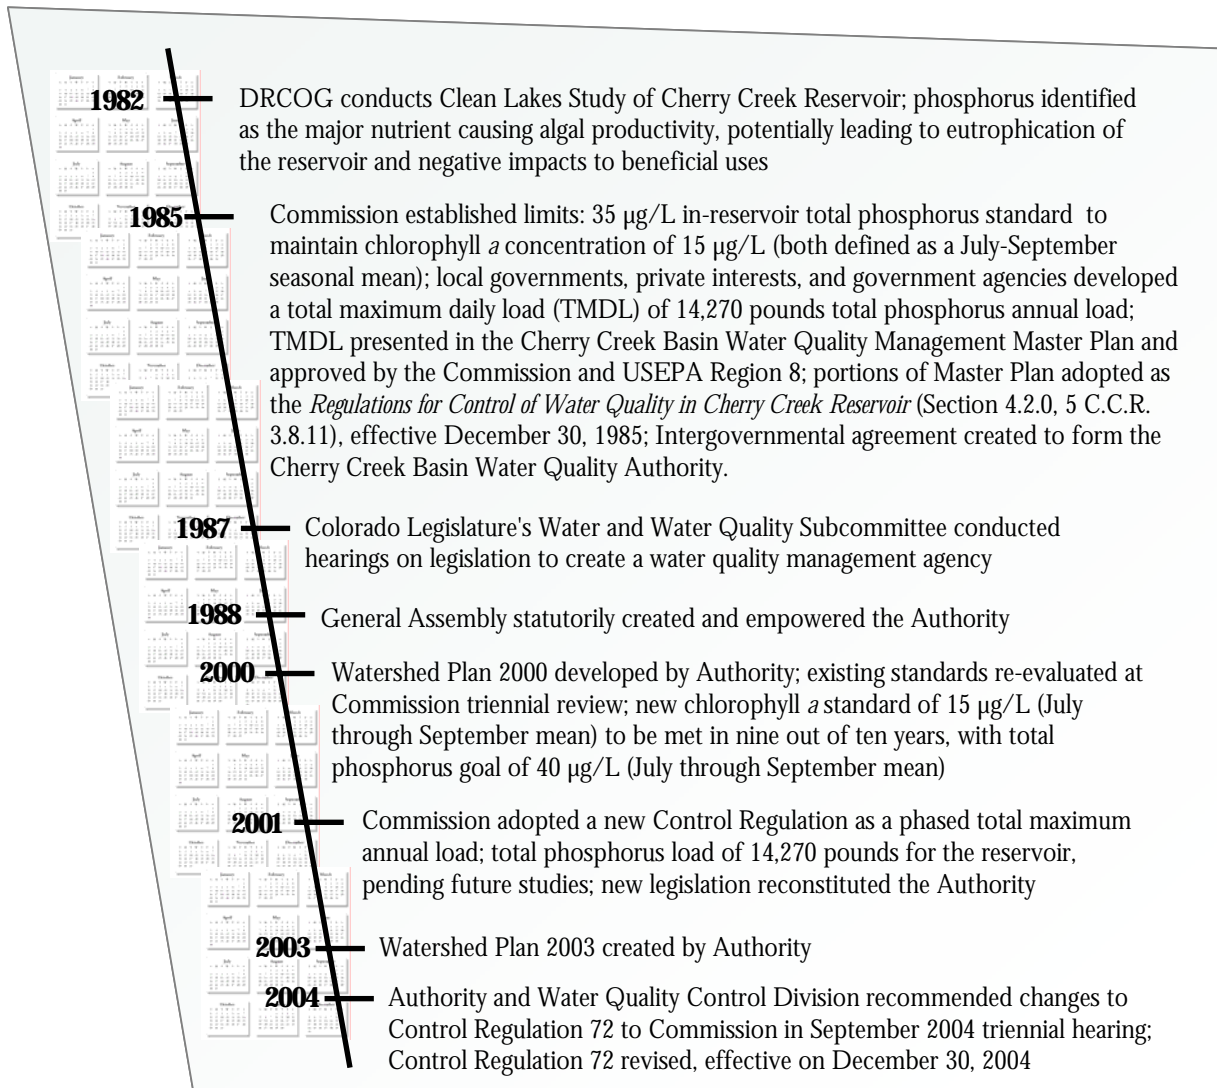 1982 DRCOG conducts Clean Lakes Study of Cherry Creek Reservoir; phosphorus identified
as the major nutrient causing algal productivity, potentially leading to eutrophication of
the reservoir and negative impacts to beneficial uses
1985 Commission established limits: 35 µg/L in-reservoir total phosphorus standard to
maintain chlorophyll a concentration of 15 µg/L (both defined as a July-September
seasonal mean); local governments, private interests, and government agencies developed
a total maximum daily load (TMDL) of 14,270 pounds total phosphorus annual load;
TMDL presented in the Cherry Creek Basin Water Quality Management Master Plan and
approved by the Commission and USEPA Region 8; portions of Master Plan adopted as
the Regulations for Control of Water Quality in Cherry Creek Reservoir (Section 4.2.0, 5 C.C.R.
3.8.11), effective December 30, 1985; Intergovernmental agreement created to form the
Cherry Creek Basin Water Quality Authority.
1987 Colorado Legislature's Water and Water Quality Subcommittee conducted
hearings on legislation to create a water quality management agency
1988 General Assembly statutorily created and empowered the Authority
2000 Watershed Plan 2000 developed by Authority; existing standards re-evaluated at
Commission triennial review; new chlorophyll a standard of 15 µg/L (July
through September mean) to be met in nine out of ten years, with total
phosphorus goal of 40 µg/L (July through September mean)
2001 Commission adopted a new Control Regulation as a phased total maximum
annual load; total phosphorus load of 14,270 pounds for the reservoir,
pending future studies; new legislation reconstituted the Authority
2003 Watershed Plan 2003 created by Authority
2004 Authority and Water Quality Control Division recommended changes to
Control Regulation 72 to Commission in September 2004 triennial hearing;
Control Regulation 72 revised, effective on December 30, 2004